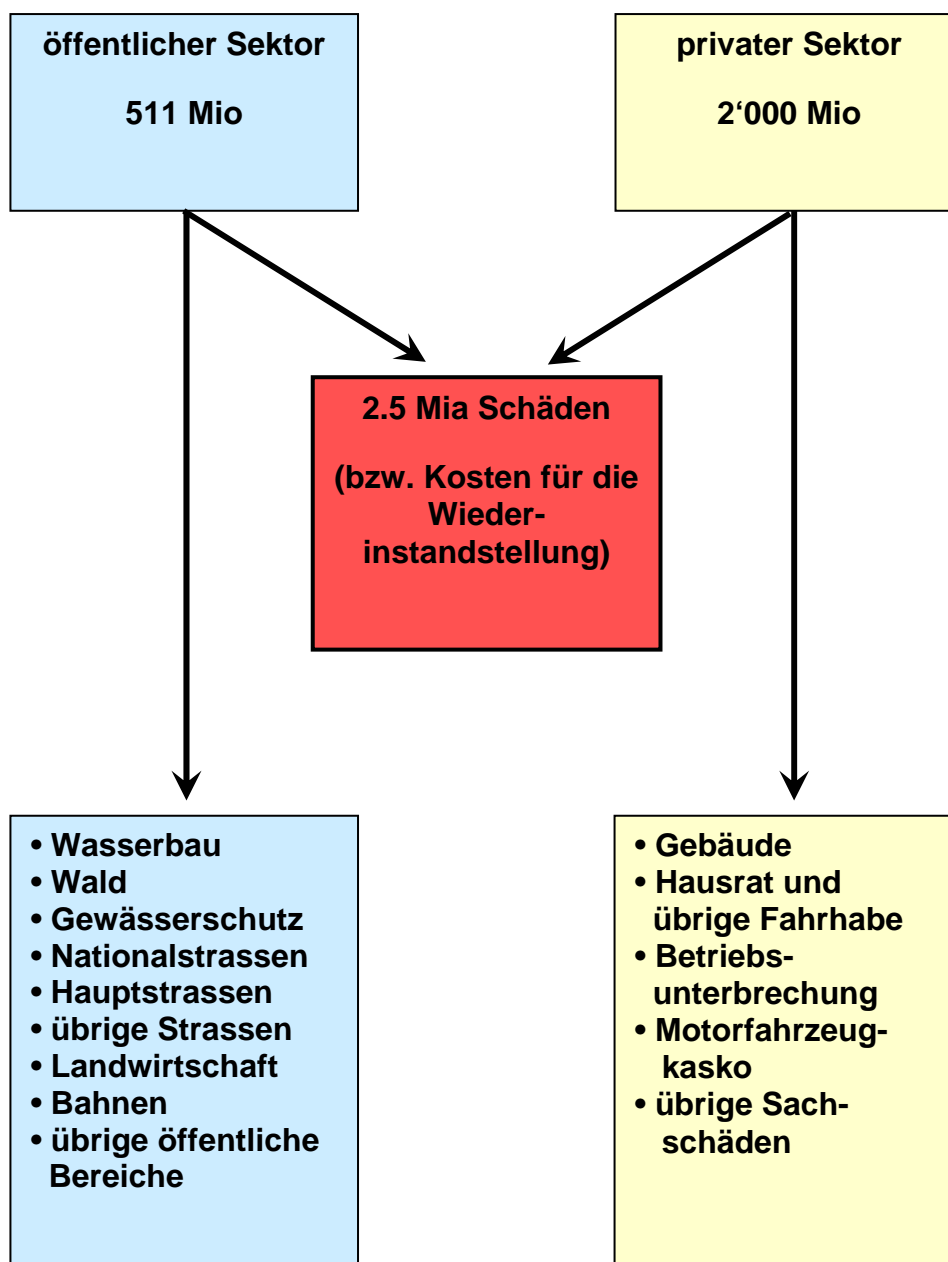 öffentlicher Sektor
511 Mio
privater Sektor
2‘000 Mio
2.5 Mia Schäden
(bzw. Kosten für die
Wieder-
instandstellung)
• Wasserbau
• Wald
• Gewässerschutz
• Nationalstrassen
• Hauptstrassen
• übrige Strassen
• Landwirtschaft
• Bahnen
• übrige öffentliche
Bereiche
• Gebäude
• Hausrat und
übrige Fahrhabe
• Betriebs-
unterbrechung
• Motorfahrzeug-
kasko
• übrige Sach-
schäden